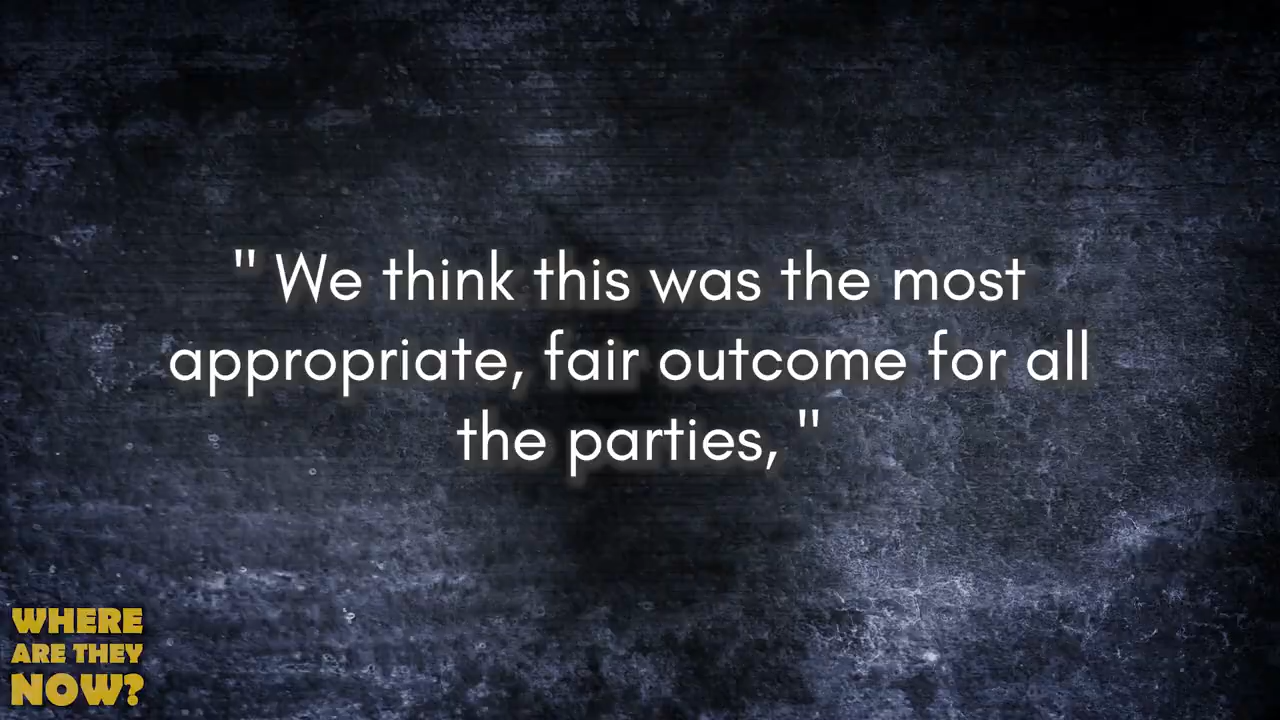 " We think this was the most
appropriate, fair outcome for all
the parties, "
WHERE
ARE THEY
NOW?